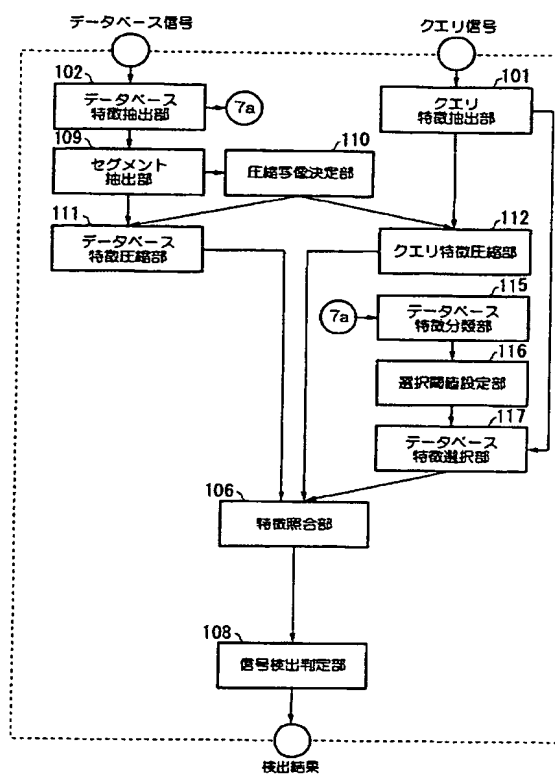 データベース信号
クエリ信号
102
データベース
特徴抽出部
7a
101
クエリ
特徴抽出部
109
セグメント
抽出部
110
圧縮写像決定部
111
データベース
特徴圧縮部
112
クエリ特徴圧縮部
7a
115
データベース
特徴分類部
116
選択閾値設定部
117
データベース
特徴選択部
106
特徴照合部
108
信号検出判定部
検出結果